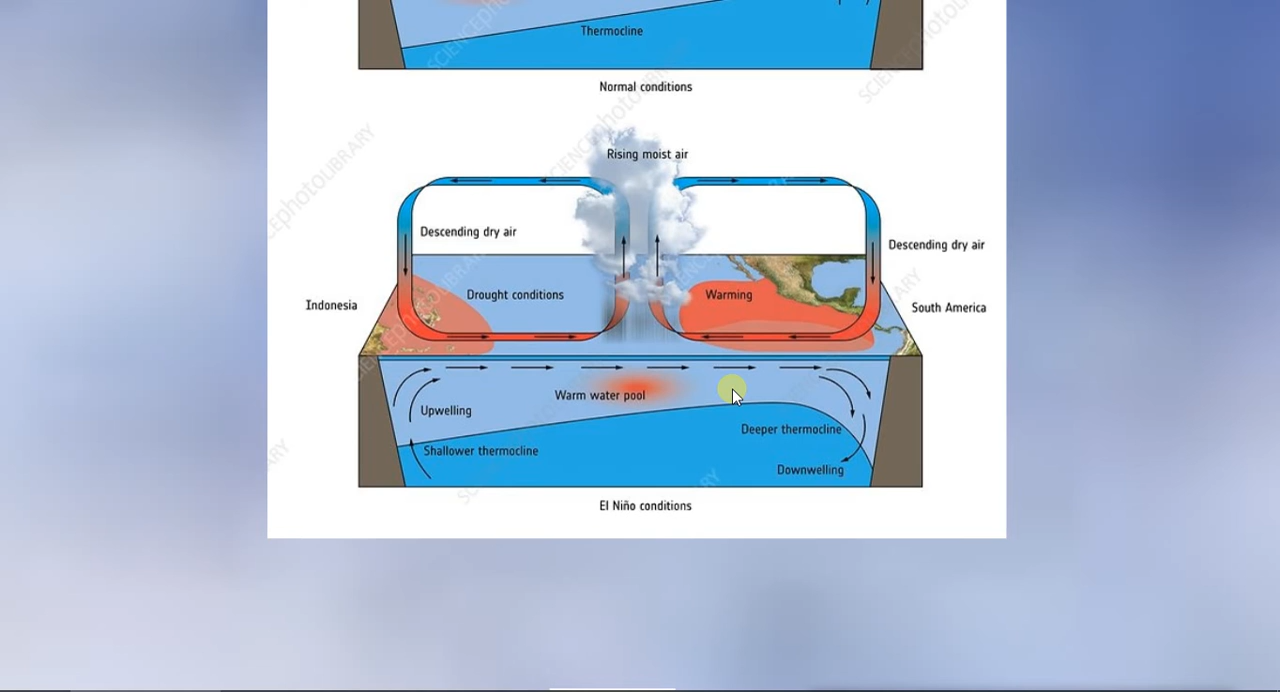 Thermocline
Normal conditions
Rising moist air
Descending dry air
Descending dry air
Drought conditions
Warming
Indonesia
South America
Warm water pool
Upwelling
Deeper thermocline
Shallower thermocline
Downwelling
El Niño conditions
SCIENCEphotoLIBRARY